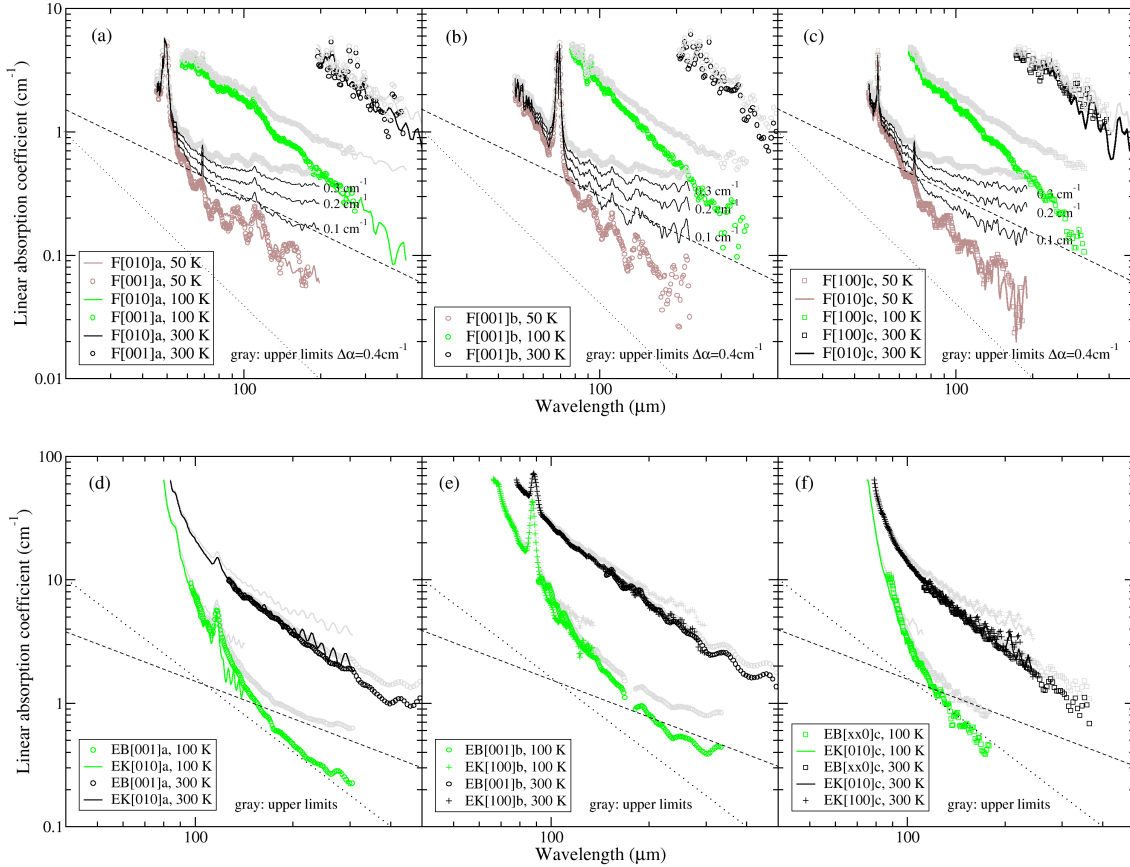 10
1
0.1
0.01
Linear absorption coefficient (cm-1)
(a)
0.3 cm-1
0.2 cm-1
0.1 cm-1
F[010]a, 50 K
F[001]a, 50 K
F[010]a, 100 K
F[001]a, 100 K
F[010]a, 300 K
F[001]a, 300 K
gray: upper limits Δα=0.4cm-1
100
(b)
0.3 cm-1
0.2 cm-1
0.1 cm-1
F[001]b, 50 K
F[001]b, 100 K
F[001]b, 300 K
gray: upper limits Δα=0.4cm-1
100
(c)
0.3 cm-1
0.2 cm-1
0.1 cm-1
F[100]c, 50 K
F[010]c, 50 K
F[100]c, 100 K
F[100]c, 300 K
F[010]c, 300 K
gray: upper limits Δα=0.4cm-1
100
Wavelength (μm)
100
10
1
0.1
Linear absorption coefficient (cm-1)
(d)
EB[001]a, 100 K
EK[010]a, 100 K
EB[001]a, 300 K
EK[010]a, 300 K
gray: upper limits
100
(e)
EB[001]b, 100 K
EK[100]b, 100 K
EB[001]b, 300 K
EK[100]b, 300 K
gray: upper limits
100
(f)
EB[xx0]c, 100 K
EK[010]c, 100 K
EB[xx0]c, 300 K
EK[010]c, 300 K
EK[100]c, 300 K
gray: upper limits
100
Wavelength (μm)